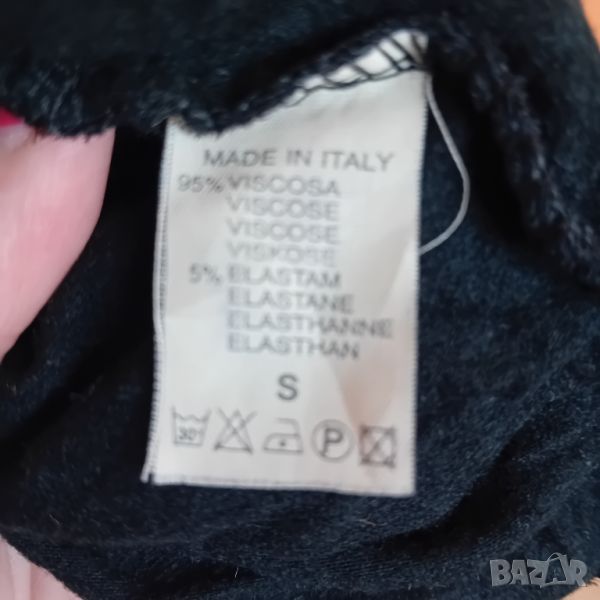 MADE IN ITALY
95% VISCOSA
VISCOSE
VISCOSE
VISKOSE
5% ELASTAM
ELASTANE
ELASTHANNE
ELASTHAN
S
30° P
BAZAR